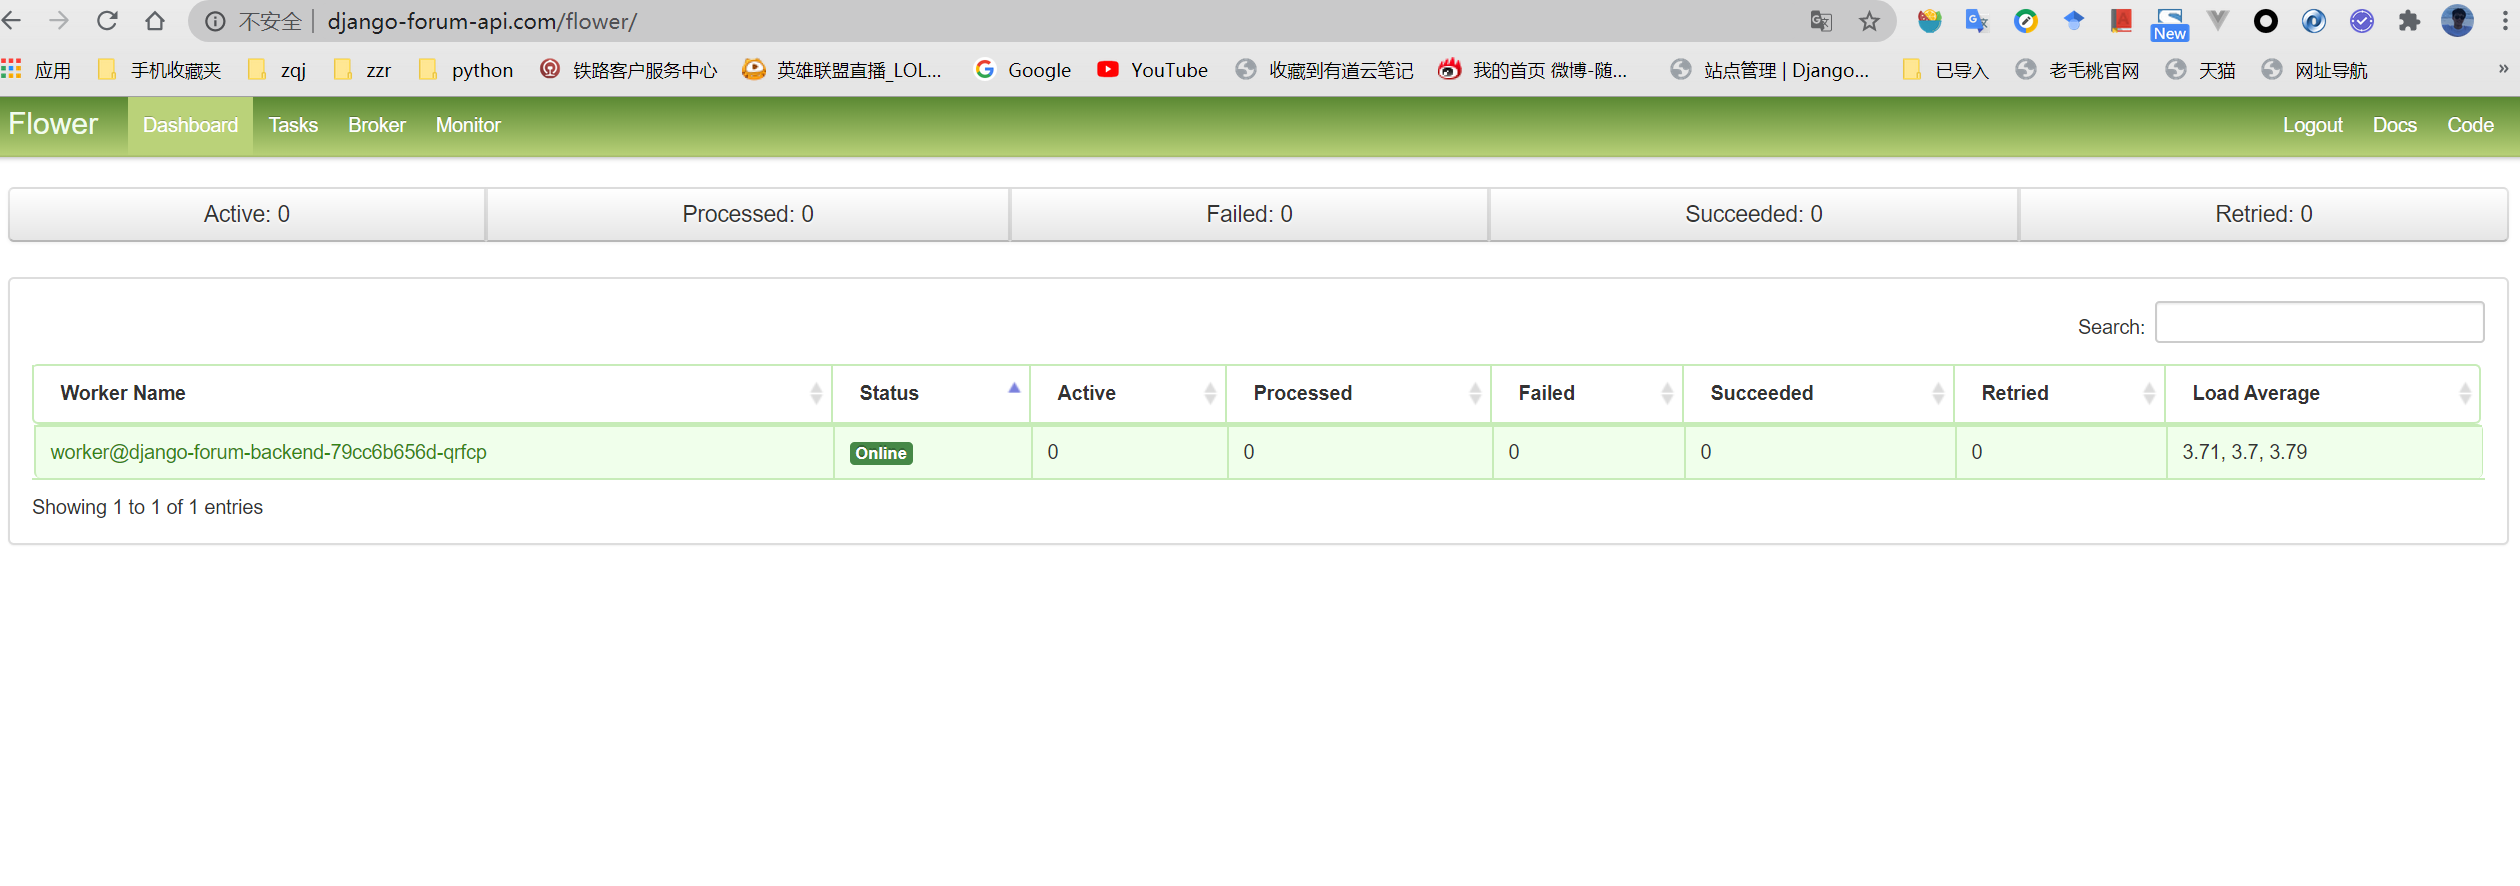 不安全 | django-forum-api.com/flower/
New
应用 手机收藏夹 zqj zzr python 铁路客户服务中心 英雄联盟直播_LOL... Google YouTube 收藏到有道云笔记 我的首页 微博-随... 站点管理 | Django... 已导入 老毛桃官网 天猫 网址导航 »
Flower Dashboard Tasks Broker Monitor Logout Docs Code
Active: 0 Processed: 0 Failed: 0 Succeeded: 0 Retried: 0
Search:
Worker Name Status Active Processed Failed Succeeded Retried Load Average
worker@django-forum-backend-79cc6b656d-qrfcp Online 0 0 0 0 0 3.71, 3.7, 3.79
Showing 1 to 1 of 1 entries